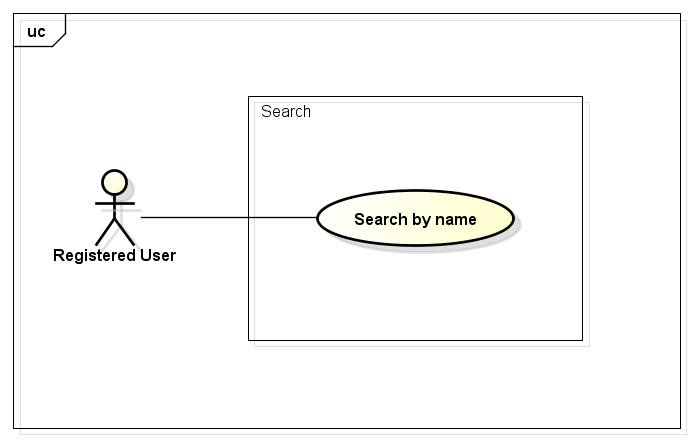 uc
Search
Search by name
Registered User